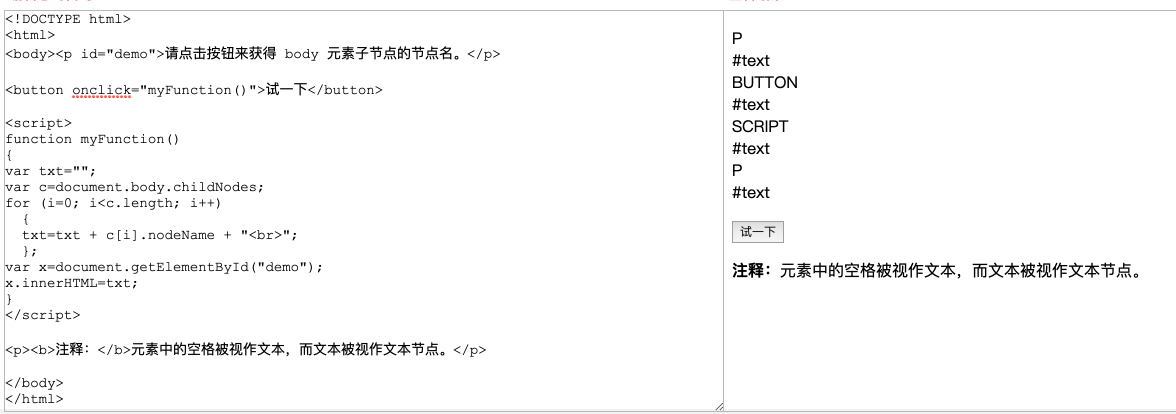 <!DOCTYPE html>
<html>
<body><p id="demo">请点击按钮来获得 body 元素子节点的节点名。</p>
<button onclick="myFunction()">试一下</button>
<script>
function myFunction()
{
var txt="";
var c=document.body.childNodes;
for (i=0; i<c.length; i++)
  {
  txt=txt + c[i].nodeName + "<br>";
  };
var x=document.getElementById("demo");
x.innerHTML=txt;
}
</script>
<p><b>注释：</b>元素中的空格被视作文本，而文本被视作文本节点。</p>
</body>
</html>
P
#text
BUTTON
#text
SCRIPT
#text
P
#text
试一下
注释：元素中的空格被视作文本，而文本被视作文本节点。